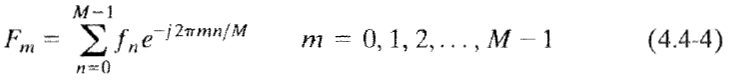 F_m = \sum_{n=0}^{M-1} f_n e^{-j2\pi mn/M}   m = 0, 1, 2, ..., M - 1   (4.4-4)